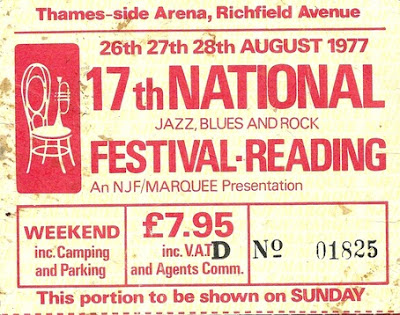 Thames-side Arena, Richfield Avenue
26th 27th 28th AUGUST 1977
17th NATIONAL
JAZZ, BLUES AND ROCK
FESTIVAL·READING
An NJF/MARQUEE Presentation
WEEKEND
inc. Camping
and Parking
£7.95
inc. V.A.T.
and Agents Comm.
D Nº 01825
This portion to be shown on SUNDAY